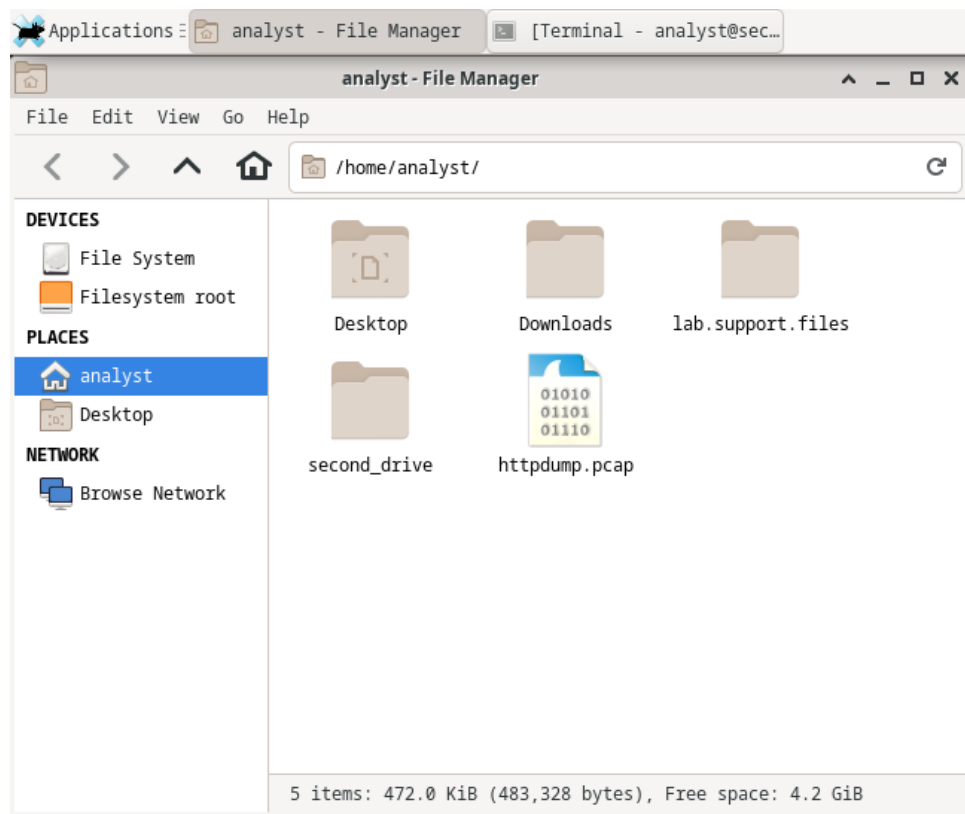 Applications
analyst - File Manager
[Terminal - analyst@sec…
analyst - File Manager
File Edit View Go Help
/home/analyst/
DEVICES
File System
Filesystem root
PLACES
analyst
Desktop
NETWORK
Browse Network
Desktop Downloads lab.support.files
01010
01101
01110
second_drive httpdump.pcap
5 items: 472.0 KiB (483,328 bytes), Free space: 4.2 GiB